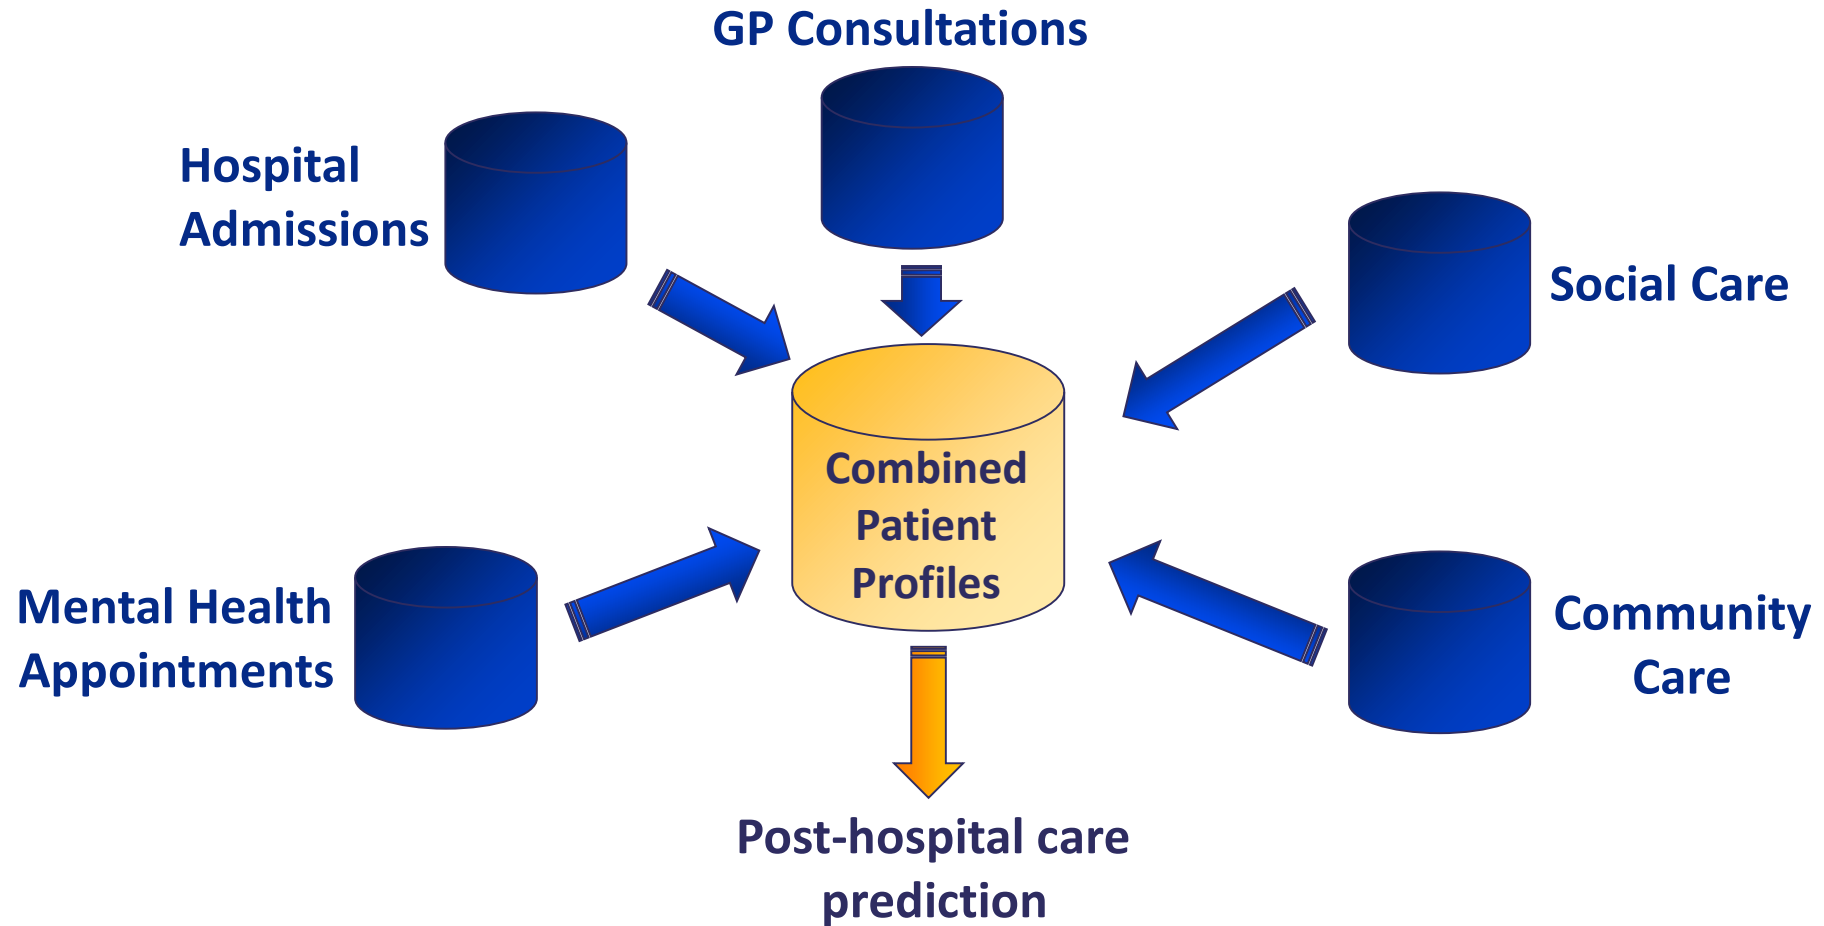 GP Consultations
Hospital
Admissions
Social Care
Combined
Patient
Profiles
Mental Health
Appointments
Community
Care
Post-hospital care
prediction